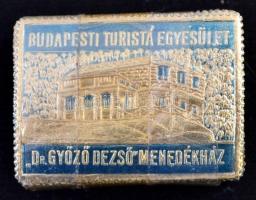 BUDAPESTI TURISTA EGYESÜLET
„DR. GYŐZŐ DEZSŐ" MENEDÉKHÁZ